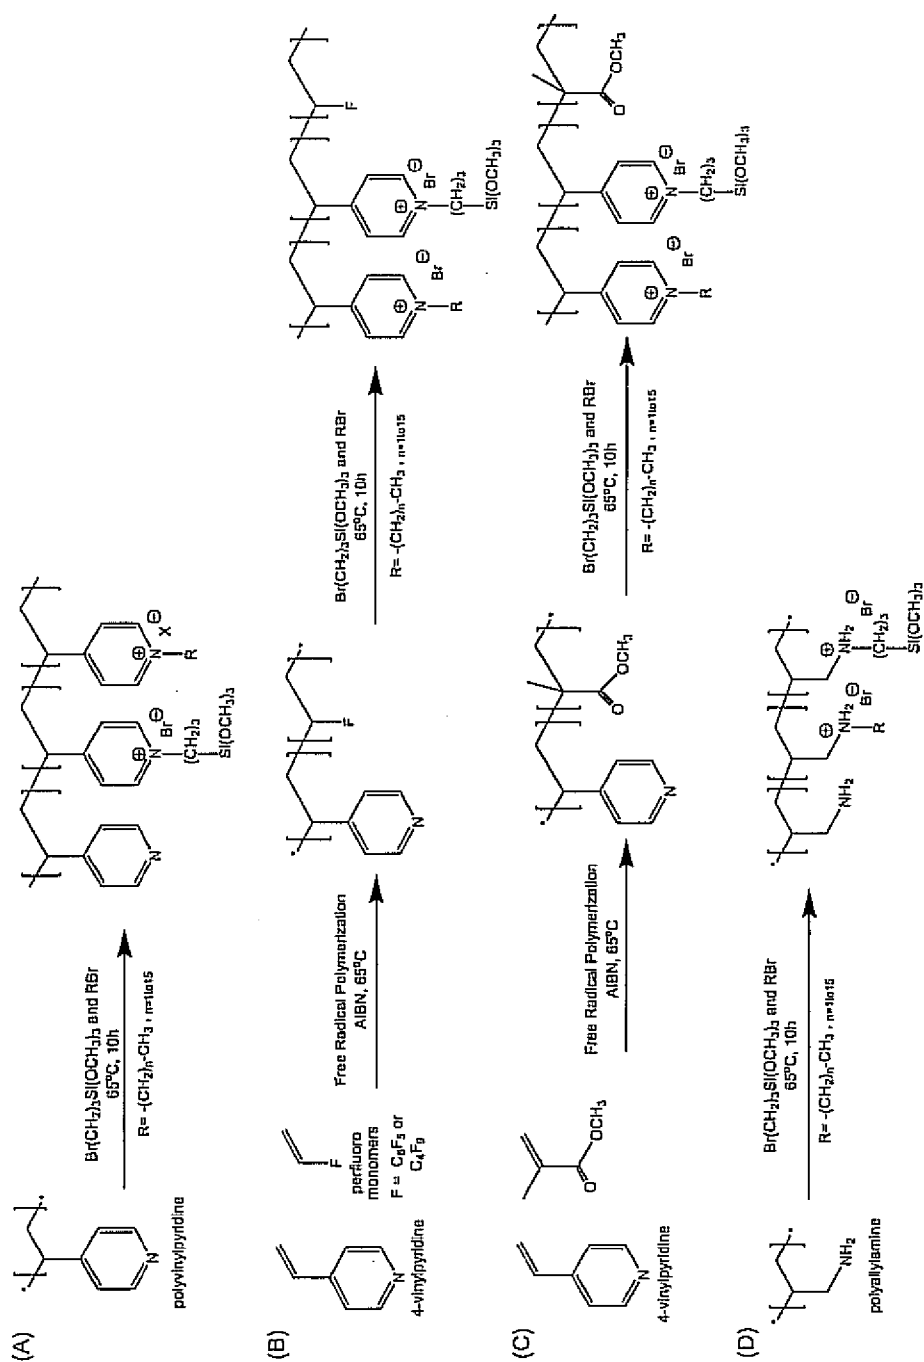 (A)
polyvinylpyridine
N
Br(CH₂)₃Si(OCH₃)₃ and RBr
65°C, 10h
R= -(CH₂)ₙ-CH₃ , n=1to15
N
⊕ N
Br ⊖
(CH₂)₃
Si(OCH₃)₃
⊕ N
R
X ⊖
(B)
4-vinylpyridine
N
F
perfluoro
monomers
F = C₆F₅ or
C₄F₉
Free Radical Polymerization
AIBN, 65°C
N
F
Br(CH₂)₃Si(OCH₃)₃ and RBr
65°C, 10h
R= -(CH₂)ₙ-CH₃ , n=1to15
⊕ N
R
Br ⊖
⊕ N
Br ⊖
(CH₂)₃
Si(OCH₃)₃
F
(C)
4-vinylpyridine
N
O
OCH₃
Free Radical Polymerization
AIBN, 65°C
N
O
OCH₃
Br(CH₂)₃Si(OCH₃)₃ and RBr
65°C, 10h
R= -(CH₂)ₙ-CH₃ , n=1to15
⊕ N
R
Br ⊖
⊕ N
Br ⊖
(CH₂)₃
Si(OCH₃)₃
O
OCH₃
(D)
NH₂
polyallylamine
Br(CH₂)₃Si(OCH₃)₃ and RBr
65°C, 10h
R= -(CH₂)ₙ-CH₃ , n=1to15
NH₂
⊕ NH₂
R
Br ⊖
⊕ NH₂
Br ⊖
(CH₂)₃
Si(OCH₃)₃